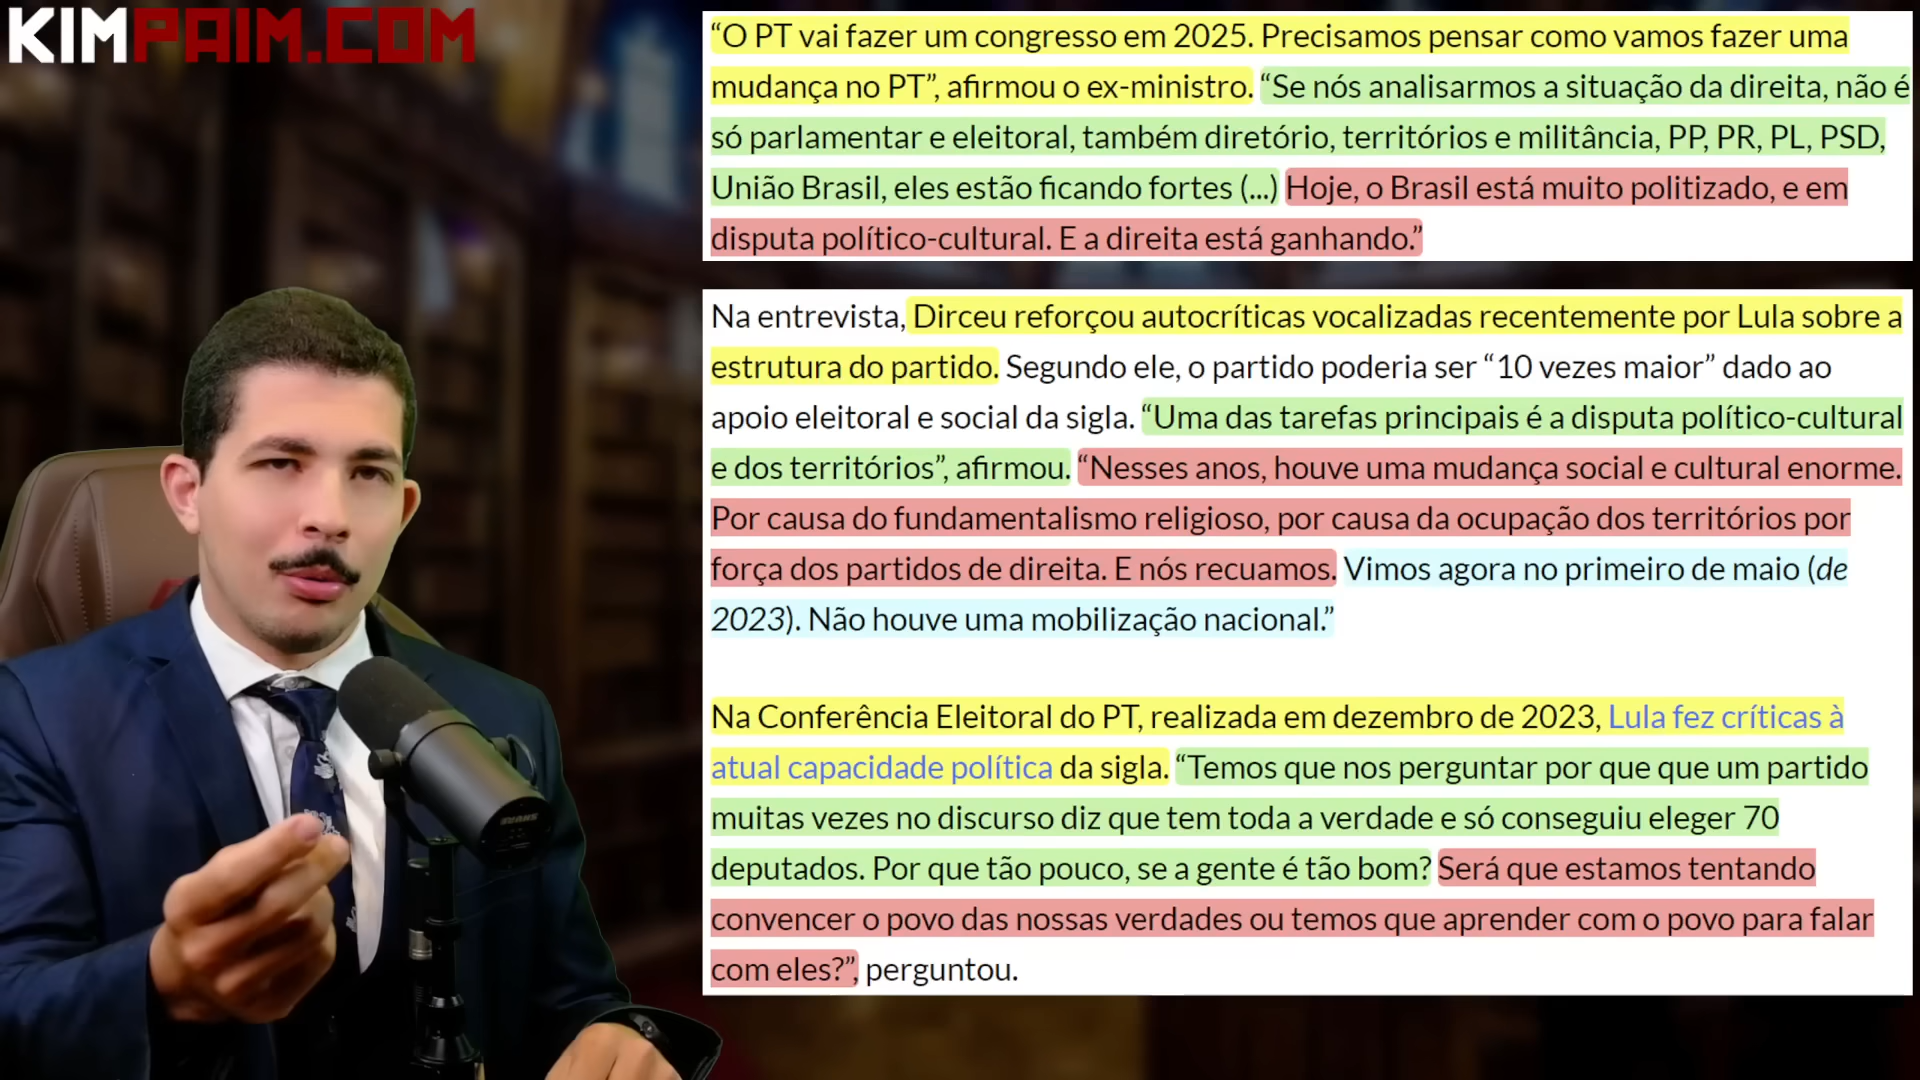 KIMPAIM.COM
“O PT vai fazer um congresso em 2025. Precisamos pensar como vamos fazer uma
mudança no PT”, afirmou o ex-ministro. “Se nós analisarmos a situação da direita, não é
só parlamentar e eleitoral, também diretório, territórios e militância, PP, PR, PL, PSD,
União Brasil, eles estão ficando fortes (...) Hoje, o Brasil está muito politizado, e em
disputa político-cultural. E a direita está ganhando.”
Na entrevista, Dirceu reforçou autocríticas vocalizadas recentemente por Lula sobre a
estrutura do partido. Segundo ele, o partido poderia ser “10 vezes maior” dado ao
apoio eleitoral e social da sigla. “Uma das tarefas principais é a disputa político-cultural
e dos territórios”, afirmou. “Nesses anos, houve uma mudança social e cultural enorme.
Por causa do fundamentalismo religioso, por causa da ocupação dos territórios por
força dos partidos de direita. E nós recuamos. Vimos agora no primeiro de maio (de
2023). Não houve uma mobilização nacional.”
Na Conferência Eleitoral do PT, realizada em dezembro de 2023, Lula fez críticas à
atual capacidade política da sigla. “Temos que nos perguntar por que que um partido
muitas vezes no discurso diz que tem toda a verdade e só conseguiu eleger 70
deputados. Por que tão pouco, se a gente é tão bom? Será que estamos tentando
convencer o povo das nossas verdades ou temos que aprender com o povo para falar
com eles?”, perguntou.
SHURE